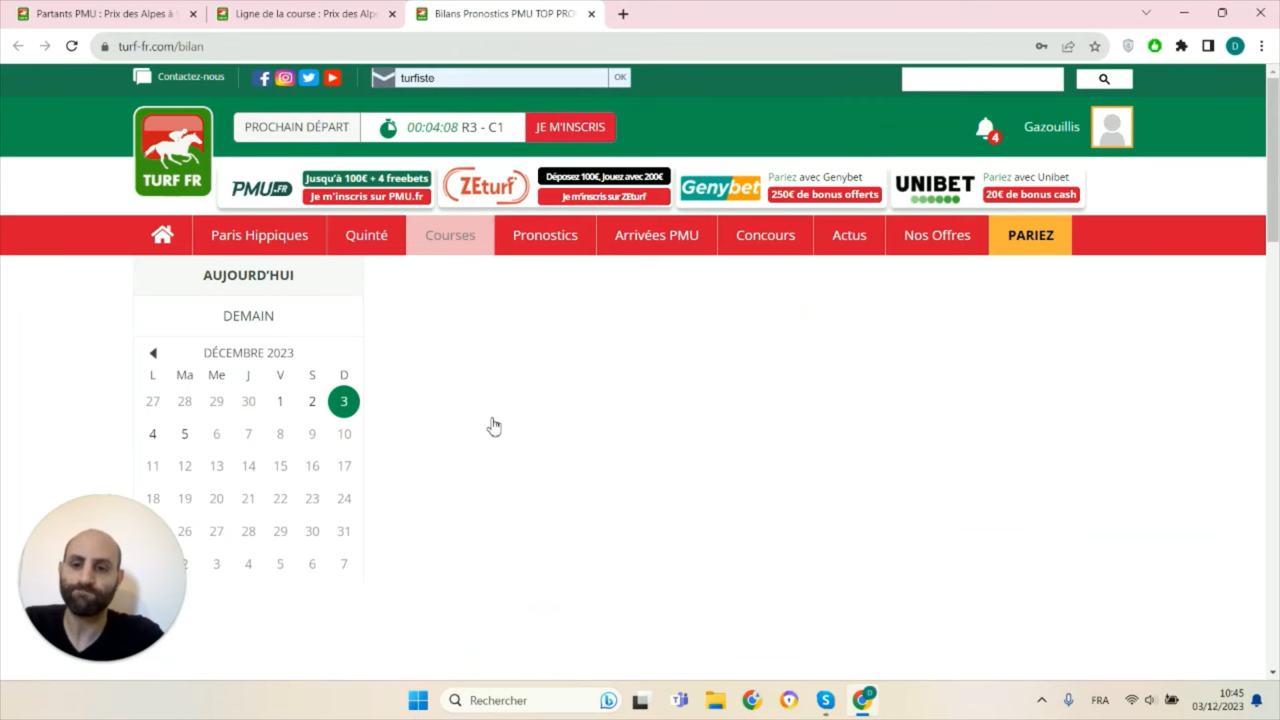 Partants PMU : Prix des Alpes à
Ligne de la course : Prix des Alpe
Bilans Pronostics PMU TOP PRO
turf-fr.com/bilan
D
Contactez-nous
turfiste
OK
TURF FR
PROCHAIN DÉPART
00:04:08 R3 - C1
JE M'INSCRIS
4
Gazouillis
PMU.FR
Jusqu'à 100€ + 4 freebets
Je m'inscris sur PMU.fr
ZEturf
Déposez 100€, Jouez avec 200€
Je m'inscris sur ZEturf
Genybet
Pariez avec Genybet
250€ de bonus offerts
UNIBET
Pariez avec Unibet
20€ de bonus cash
Paris Hippiques Quinté Courses Pronostics Arrivées PMU Concours Actus Nos Offres PARIEZ
AUJOURD'HUI
DEMAIN
DÉCEMBRE 2023
L Ma Me J V S D
27 28 29 30 1 2 3
4 5 6 7 8 9 10
11 12 13 14 15 16 17
18 19 20 21 22 23 24
26 27 28 29 30 31
3 4 5 6 7
Rechercher
D
FRA
10:45
03/12/2023